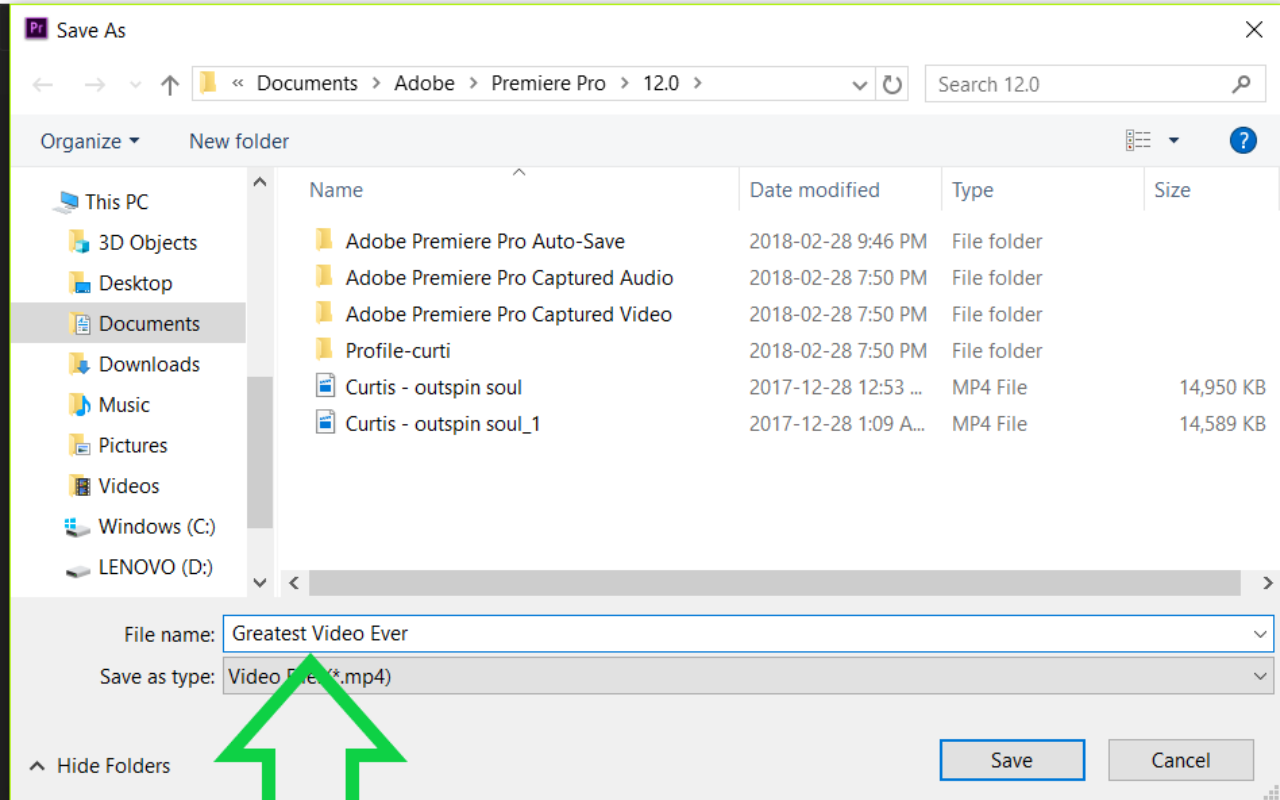 Pr Save As
« Documents > Adobe > Premiere Pro > 12.0 > Search 12.0
Organize New folder ?
This PC
3D Objects
Desktop
Documents
Downloads
Music
Pictures
Videos
Windows (C:)
LENOVO (D:)
Name Date modified Type Size
Adobe Premiere Pro Auto-Save 2018-02-28 9:46 PM File folder
Adobe Premiere Pro Captured Audio 2018-02-28 7:50 PM File folder
Adobe Premiere Pro Captured Video 2018-02-28 7:50 PM File folder
Profile-curti 2018-02-28 7:50 PM File folder
Curtis - outspin soul 2017-12-28 12:53 ... MP4 File 14,950 KB
Curtis - outspin soul_1 2017-12-28 1:09 A... MP4 File 14,589 KB
File name: Greatest Video Ever
Save as type: Video (*.mp4)
Hide Folders Save Cancel